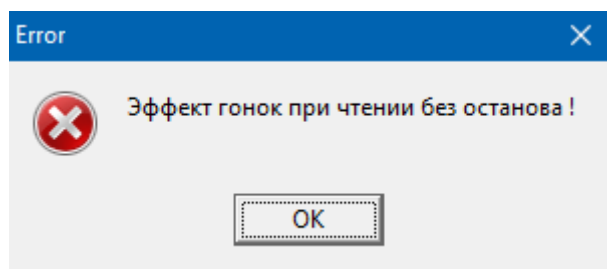 Error
Эффект гонок при чтении без останова !
OK